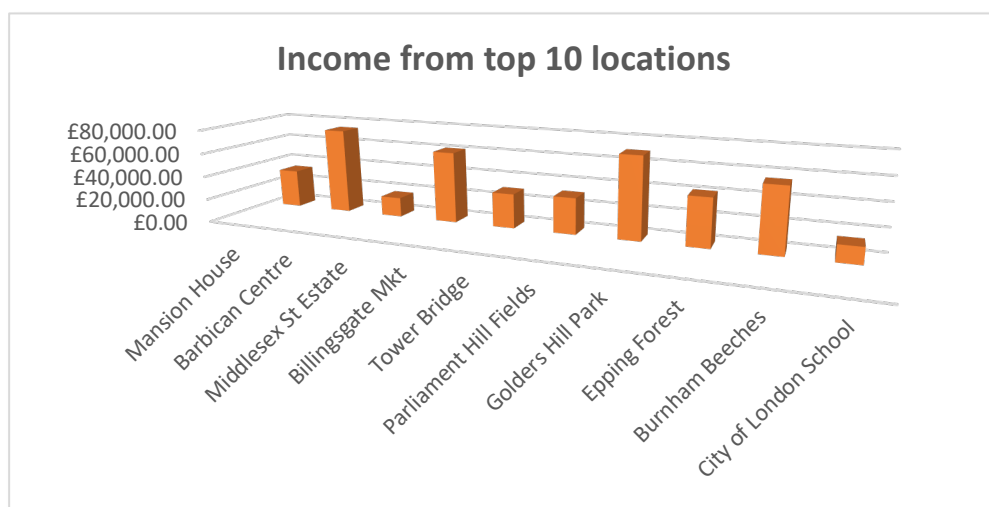 Income from top 10 locations
£80,000.00
£60,000.00
£40,000.00
£20,000.00
£0.00
Mansion House
Barbican Centre
Middlesex St Estate
Billingsgate Mkt
Tower Bridge
Parliament Hill Fields
Golders Hill Park
Epping Forest
Burnham Beeches
City of London School